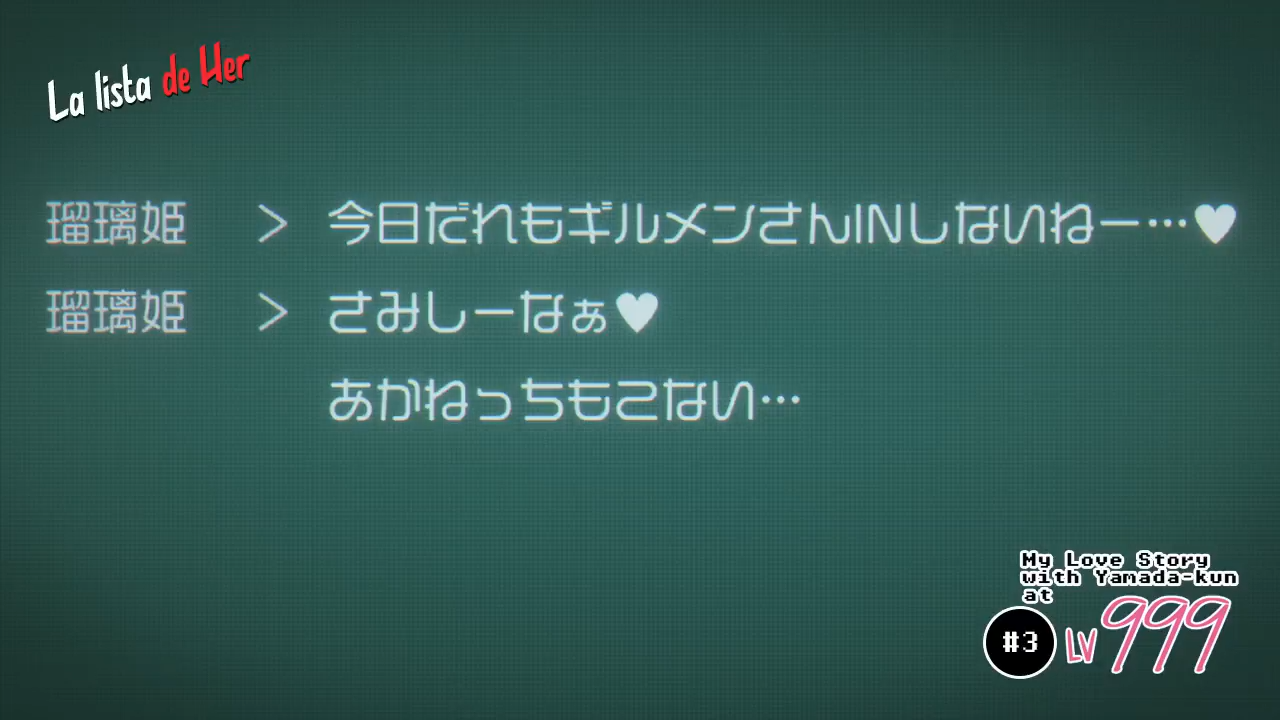 La lista de Her
瑠璃姫 > 今日だれもギルメンさんINしないねー…♥
瑠璃姫 > さみしーなぁ♥
あかねっちもこない…
My Love Story
with Yamada-kun
at
#3 LV 999